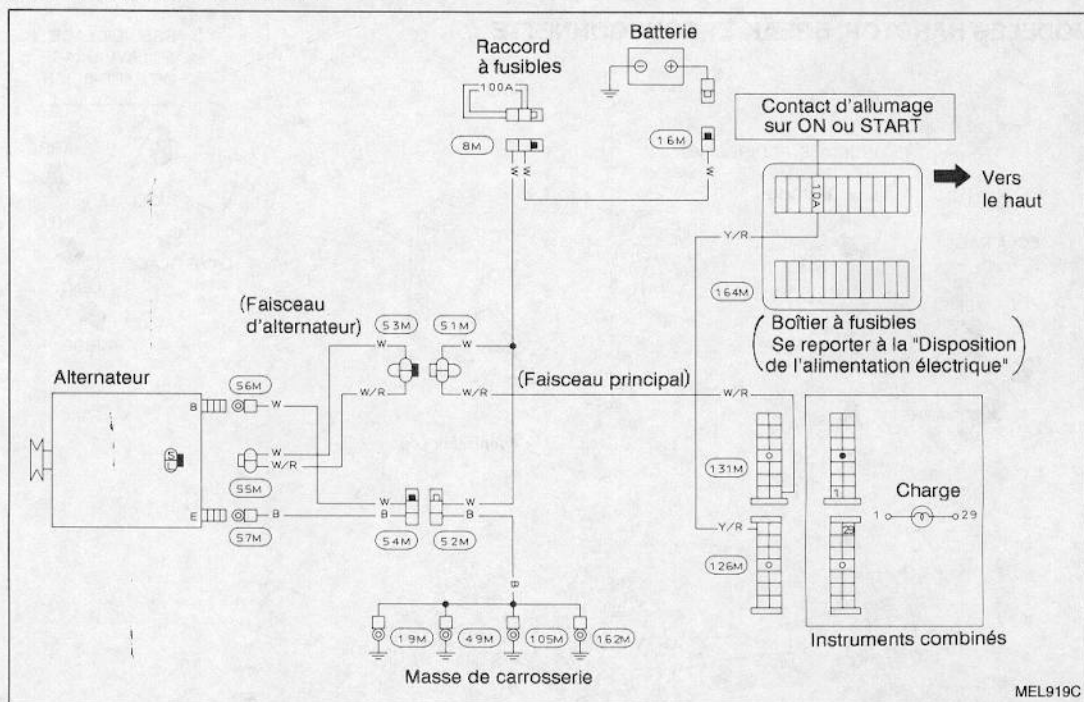 Raccord
à fusibles
100A
8M
W
W
Batterie
16M
W
Contact d'allumage
sur ON ou START
10A
Vers
le haut
Y/R
164M
Boîtier à fusibles
Se reporter à la "Disposition
de l'alimentation électrique"
(Faisceau
d'alternateur)
53M
51M
W
W
(Faisceau principal)
W/R
W/R
W/R
Alternateur
56M
B
W
S
L
W
W/R
55M
E
B
57M
W
B
54M
W
B
52M
B
131M
1
Charge
1
29
Y/R
126M
29
Instruments combinés
19M
49M
105M
162M
Masse de carrosserie
MEL919C